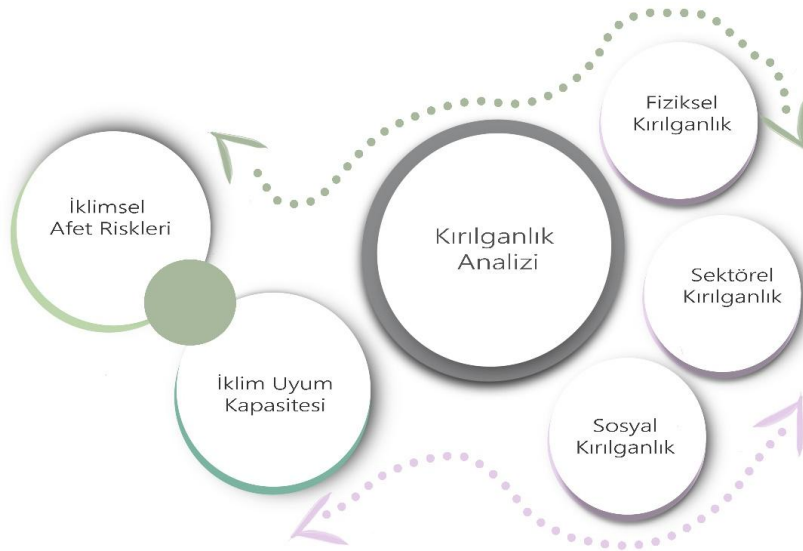 İklimsel
Afet Riskleri
İklim Uyum
Kapasitesi
Kırılganlık
Analizi
Fiziksel
Kırılganlık
Sektörel
Kırılganlık
Sosyal
Kırılganlık